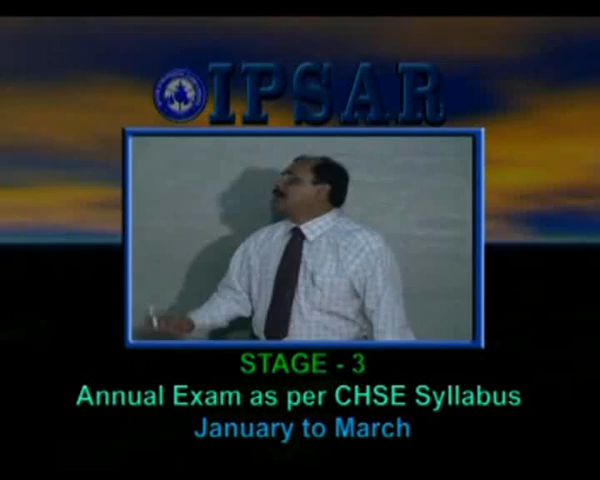 IPSAR
STAGE - 3
Annual Exam as per CHSE Syllabus
January to March